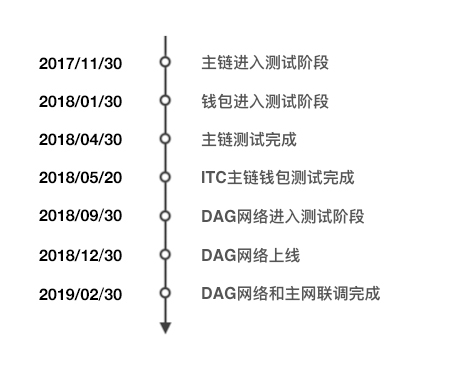 2017/11/30 主链进入测试阶段
2018/01/30 钱包进入测试阶段
2018/04/30 主链测试完成
2018/05/20 ITC主链钱包测试完成
2018/09/30 DAG网络进入测试阶段
2018/12/30 DAG网络上线
2019/02/30 DAG网络和主网联调完成